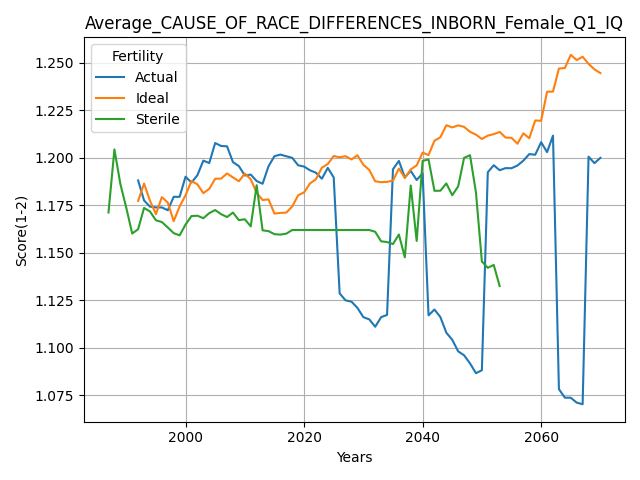 Average_CAUSE_OF_RACE_DIFFERENCES_INBORN_Female_Q1_IQ
Fertility
Actual
Ideal
Sterile
Score(1-2)
1.250
1.225
1.200
1.175
1.150
1.125
1.100
1.075
2000 2020 2040 2060
Years